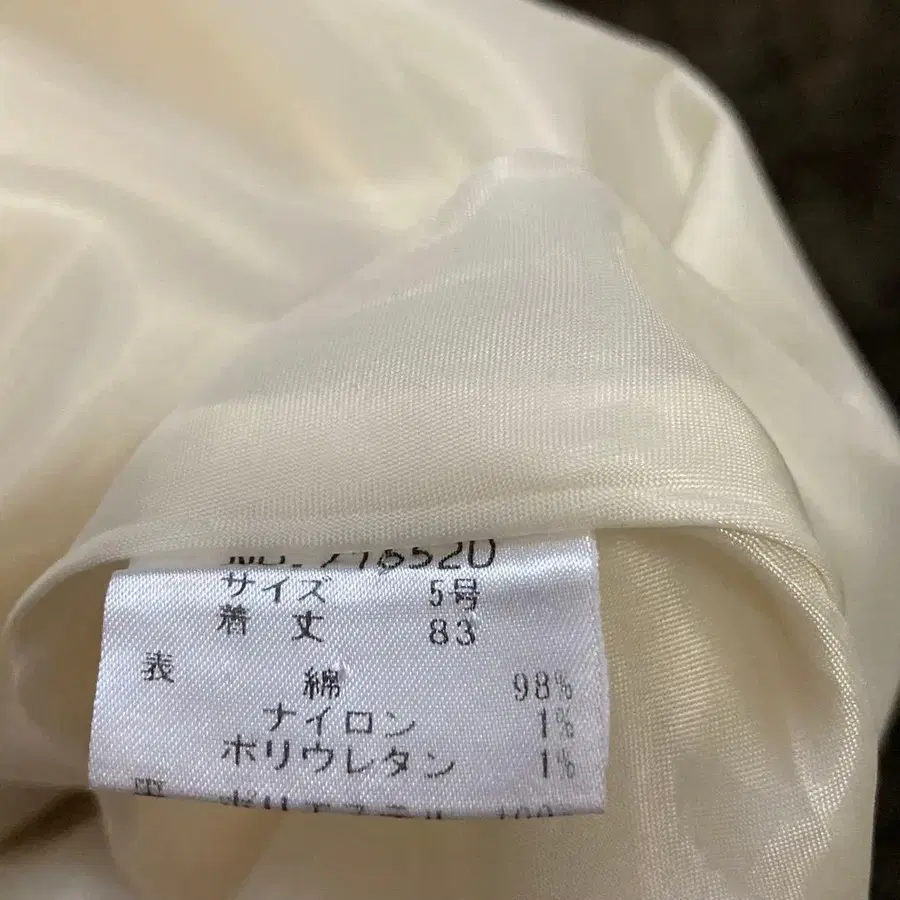 サイズ 5号
着丈 83
表 綿 98%
ナイロン 1%
ポリウレタン 1%